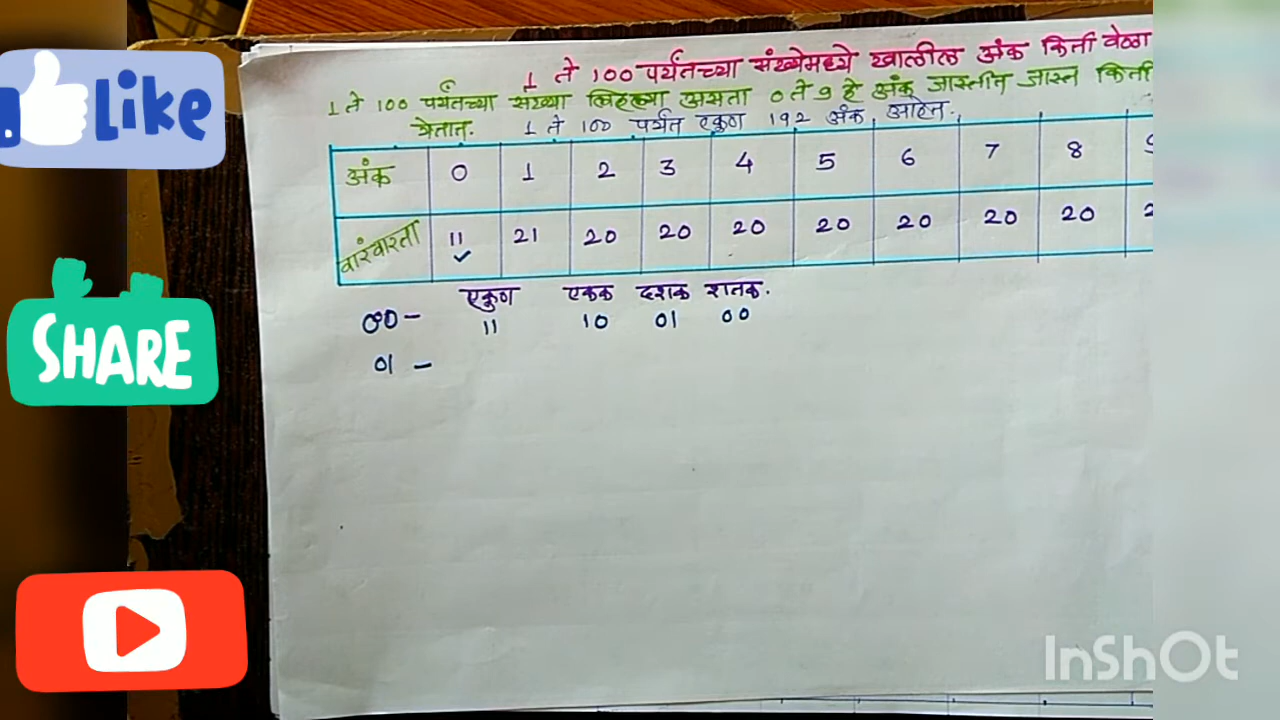 1 ते 100 पर्यंतच्या संख्येमध्ये खालील अंक किती वेळा
1 ते 100 पर्यंतच्या संख्या लिहल्या असता 0 ते 9 हे अंक जास्तीत जास्त किती
येतात. 1 ते 100 पर्यंत एकुण 192 अंक आहेत.
Like
अंक 0 1 2 3 4 5 6 7 8
वारंवारता 11 21 20 20 20 20 20 20 20
एकुण एकक दशक शतक.
00 - 11 10 01 00
01 -
SHARE
InShOt